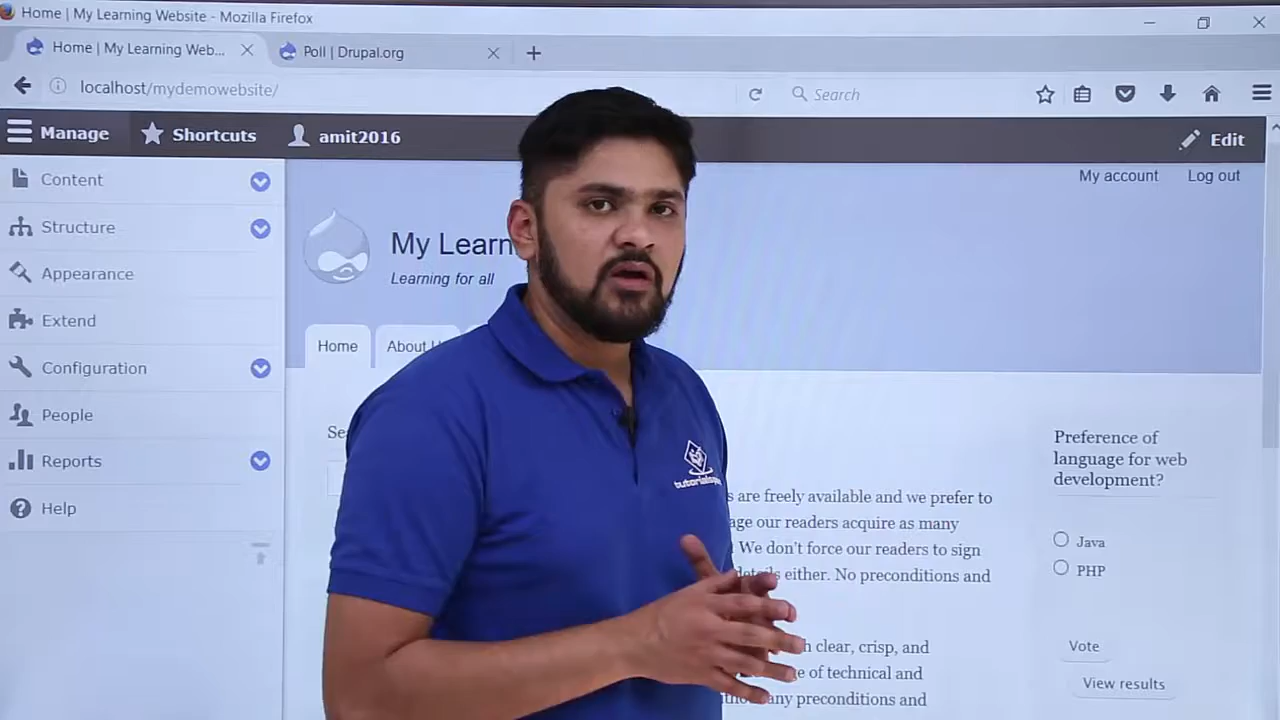 Home | My Learning Website - Mozilla Firefox
Home | My Learning Web...
Poll | Drupal.org
localhost/mydemowebsite/
Search
Manage
Shortcuts
amit2016
Edit
Content
Structure
Appearance
Extend
Configuration
People
Reports
Help
My account
Log out
My Learn
Learning for all
Home
About
are freely available and we prefer to
our readers acquire as many
We don't force our readers to sign
either. No preconditions and
clear, crisp, and
of technical and
any preconditions and
Preference of
language for web
development?
Java
PHP
Vote
View results